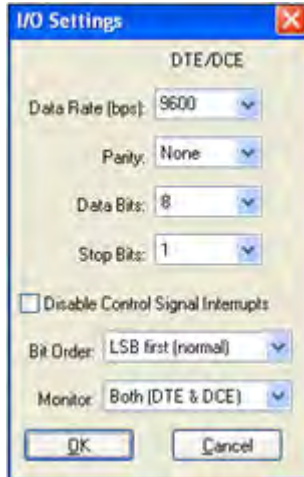 I/O Settings
DTE/DCE
Data Rate (bps): 9600
Parity: None
Data Bits: 8
Stop Bits: 1
Disable Control Signal Interrupts
Bit Order: LSB first (normal)
Monitor: Both (DTE & DCE)
OK Cancel